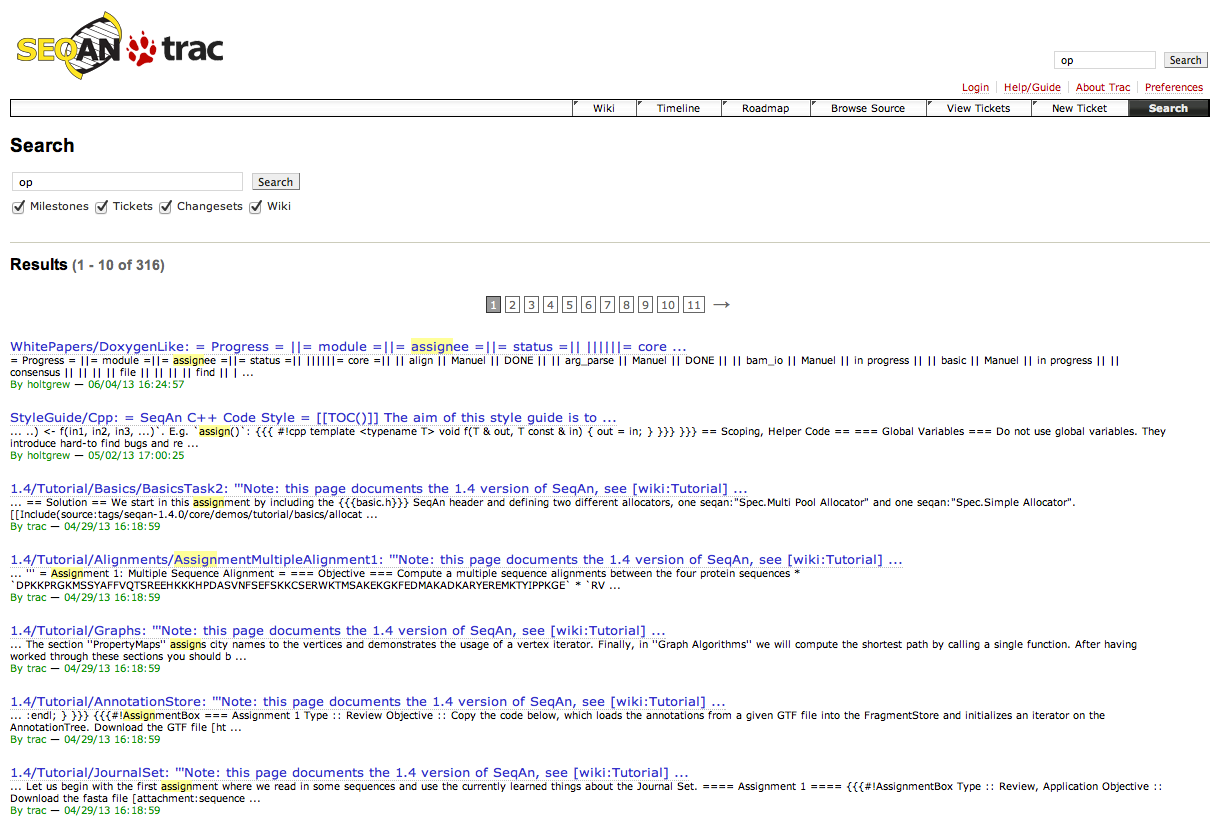 SEQAN trac
op Search
Login Help/Guide About Trac Preferences
Wiki Timeline Roadmap Browse Source View Tickets New Ticket Search
Search
op Search
Milestones Tickets Changesets Wiki
Results (1 - 10 of 316)
1 2 3 4 5 6 7 8 9 10 11 →
WhitePapers/DoxygenLike: = Progress = ||= module =||= assignee =||= status =|| ||||||= core ...
= Progress = ||= module =||= assignee =||= status =|| ||||||= core =|| || align || Manuel || DONE || || arg_parse || Manuel || DONE || || bam_io || Manuel || in progress || || basic || Manuel || in progress || ||
consensus || || || || file || || || || find || | ...
By holtgrew — 06/04/13 16:24:57
StyleGuide/Cpp: = SeqAn C++ Code Style = [[TOC()]] The aim of this style guide is to ...
... ..) <- f(in1, in2, in3, ...)`. E.g. `assign()`: {{{ #!cpp template <typename T> void f(T & out, T const & in) { out = in; } }}} }}} == Scoping, Helper Code == === Global Variables === Do not use global variables. They
introduce hard-to find bugs and re ...
By holtgrew — 05/02/13 17:00:25
1.4/Tutorial/Basics/BasicsTask2: '''Note: this page documents the 1.4 version of SeqAn, see [wiki:Tutorial] ...
... == Solution == We start in this assignment by including the {{{basic.h}}} SeqAn header and defining two different allocators, one seqan:"Spec.Multi Pool Allocator" and one seqan:"Spec.Simple Allocator".
[[Include(source:tags/seqan-1.4.0/core/demos/tutorial/basics/allocat ...
By trac — 04/29/13 16:18:59
1.4/Tutorial/Alignments/AssignmentMultipleAlignment1: '''Note: this page documents the 1.4 version of SeqAn, see [wiki:Tutorial] ...
... ''' = Assignment 1: Multiple Sequence Alignment = === Objective === Compute a multiple sequence alignments between the four protein sequences *
`DPKKPRGKMSSYAFFVQTSREEHKKKHPDASVNFSEFSKKCSERWKTMSAKEKGKFEDMAKADKARYEREMKTYIPPKGE` * `RV ...
By trac — 04/29/13 16:18:59
1.4/Tutorial/Graphs: '''Note: this page documents the 1.4 version of SeqAn, see [wiki:Tutorial] ...
... The section ''PropertyMaps'' assigns city names to the vertices and demonstrates the usage of a vertex iterator. Finally, in ''Graph Algorithms'' we will compute the shortest path by calling a single function. After having
worked through these sections you should b ...
By trac — 04/29/13 16:18:59
1.4/Tutorial/AnnotationStore: '''Note: this page documents the 1.4 version of SeqAn, see [wiki:Tutorial] ...
... :endl; } }}} {{{#!AssignmentBox === Assignment 1 Type :: Review Objective :: Copy the code below, which loads the annotations from a given GTF file into the FragmentStore and initializes an iterator on the
AnnotationTree. Download the GTF file [ht ...
By trac — 04/29/13 16:18:59
1.4/Tutorial/JournalSet: '''Note: this page documents the 1.4 version of SeqAn, see [wiki:Tutorial] ...
... Let us begin with the first assignment where we read in some sequences and use the currently learned things about the Journal Set. ==== Assignment 1 ==== {{{#!AssignmentBox Type :: Review, Application Objective ::
Download the fasta file [attachment:sequence ...
By trac — 04/29/13 16:18:59